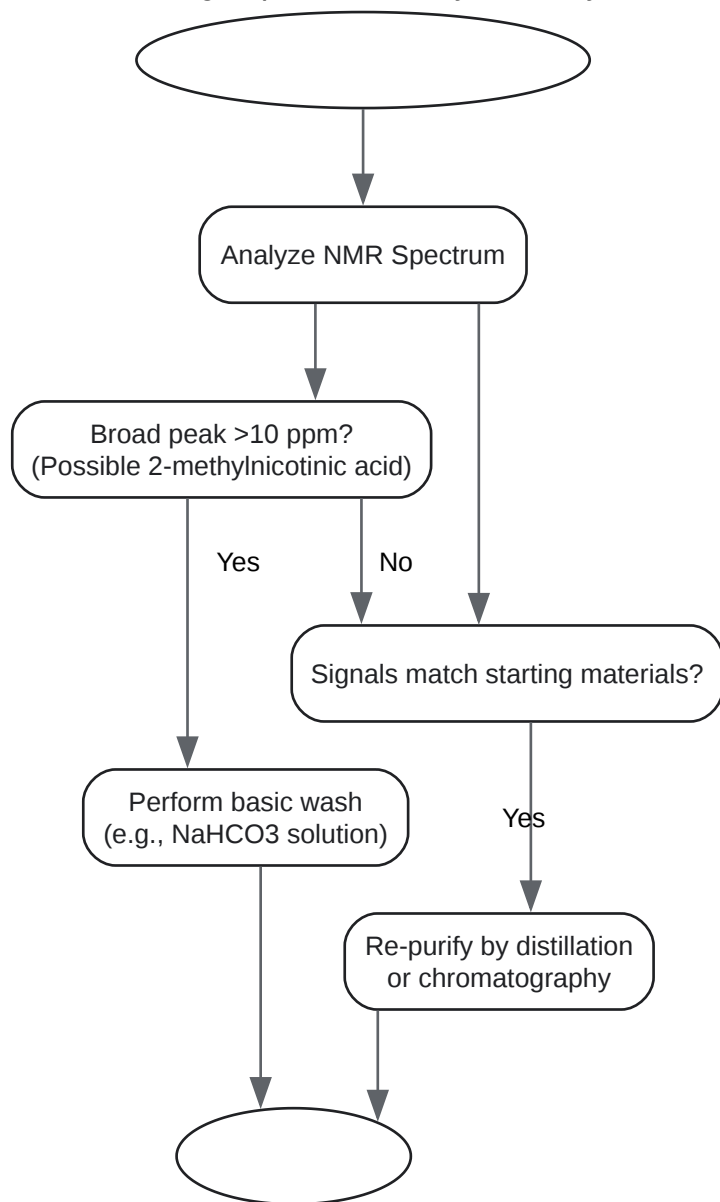 Analyze NMR Spectrum
Broad peak >10 ppm?
(Possible 2-methylnicotinic acid)
Yes
No
Signals match starting materials?
Perform basic wash
(e.g., NaHCO3 solution)
Yes
Re-purify by distillation
or chromatography